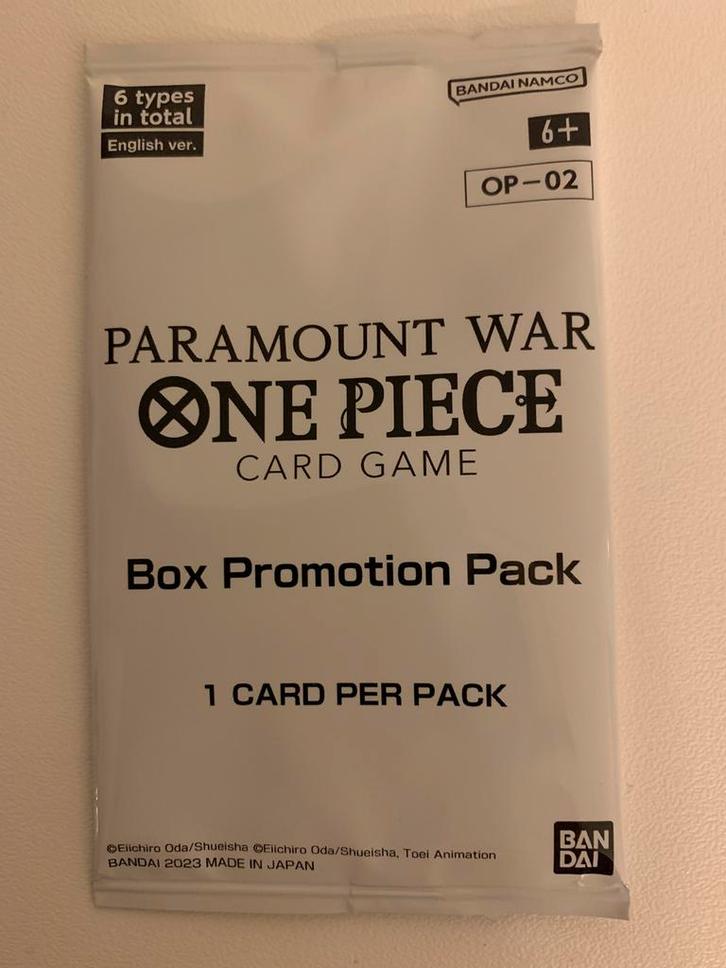 6 types
in total
English ver.
BANDAI NAMCO
6+
OP-02
PARAMOUNT WAR
ONE PIECE
CARD GAME
Box Promotion Pack
1 CARD PER PACK
©Eiichiro Oda/Shueisha ©Eiichiro Oda/Shueisha, Toei Animation
BANDAI 2023 MADE IN JAPAN
BAN
DAI